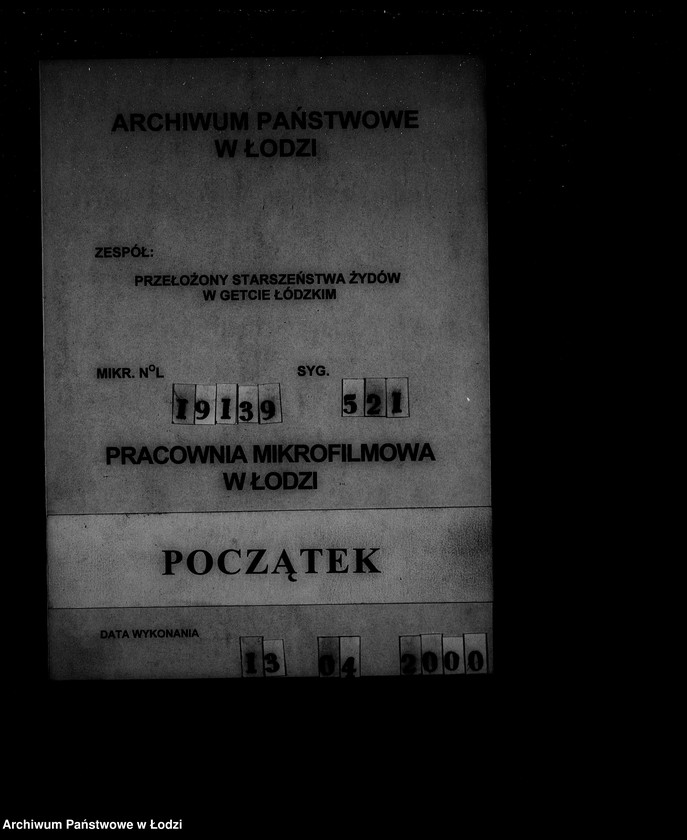 ARCHIWUM PAŃSTWOWE
W ŁODZI
ZESPÓŁ:
PRZEŁOŻONY STARSZEŃSTWA ŻYDÓW
W GETCIE ŁÓDZKIM
MIKR. NºL SYG.
19139 521
PRACOWNIA MIKROFILMOWA
W ŁODZI
POCZĄTEK
DATA WYKONANIA
13 04 2000
Archiwum Państwowe w Łodzi